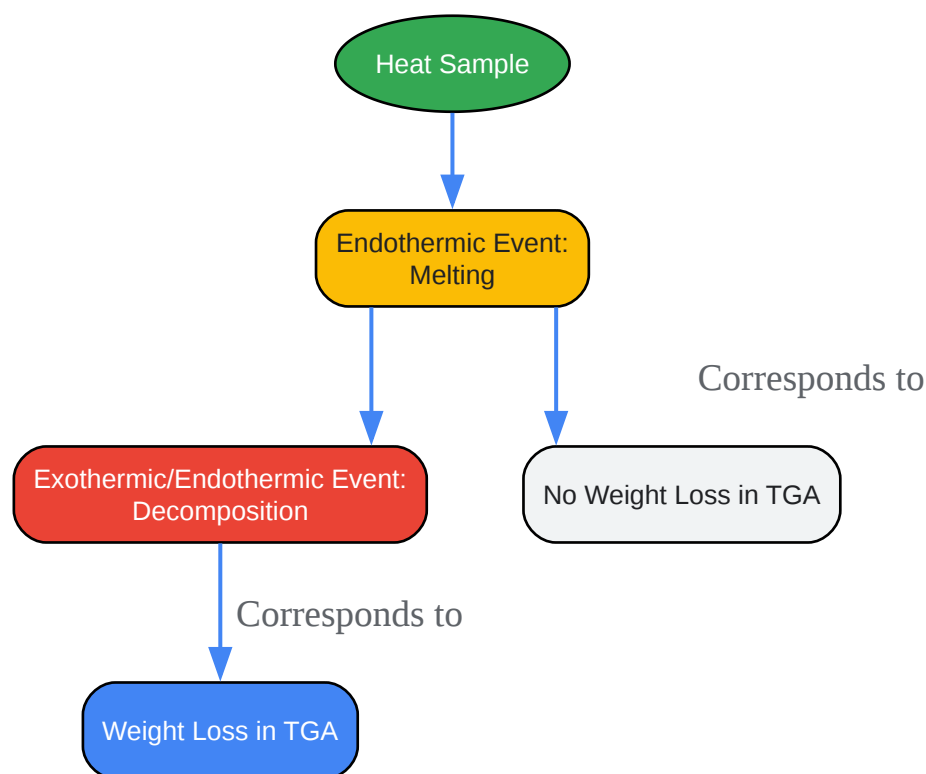 Heat Sample
Endothermic Event:
Melting
Corresponds to
Exothermic/Endothermic Event:
Decomposition
No Weight Loss in TGA
Corresponds to
Weight Loss in TGA